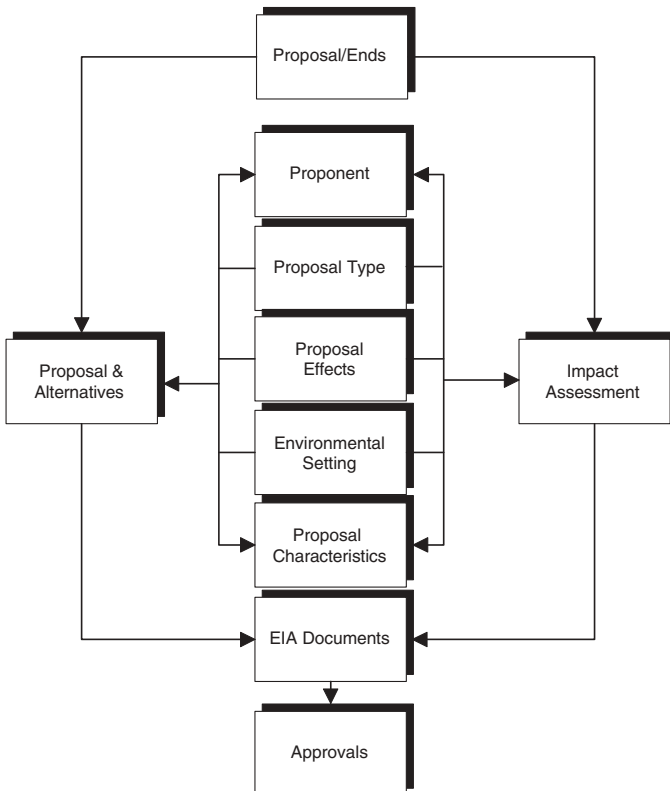 Proposal/Ends
Proponent
Proposal Type
Proposal
Effects
Proposal &
Alternatives
Impact
Assessment
Environmental
Setting
Proposal
Characteristics
EIA Documents
Approvals